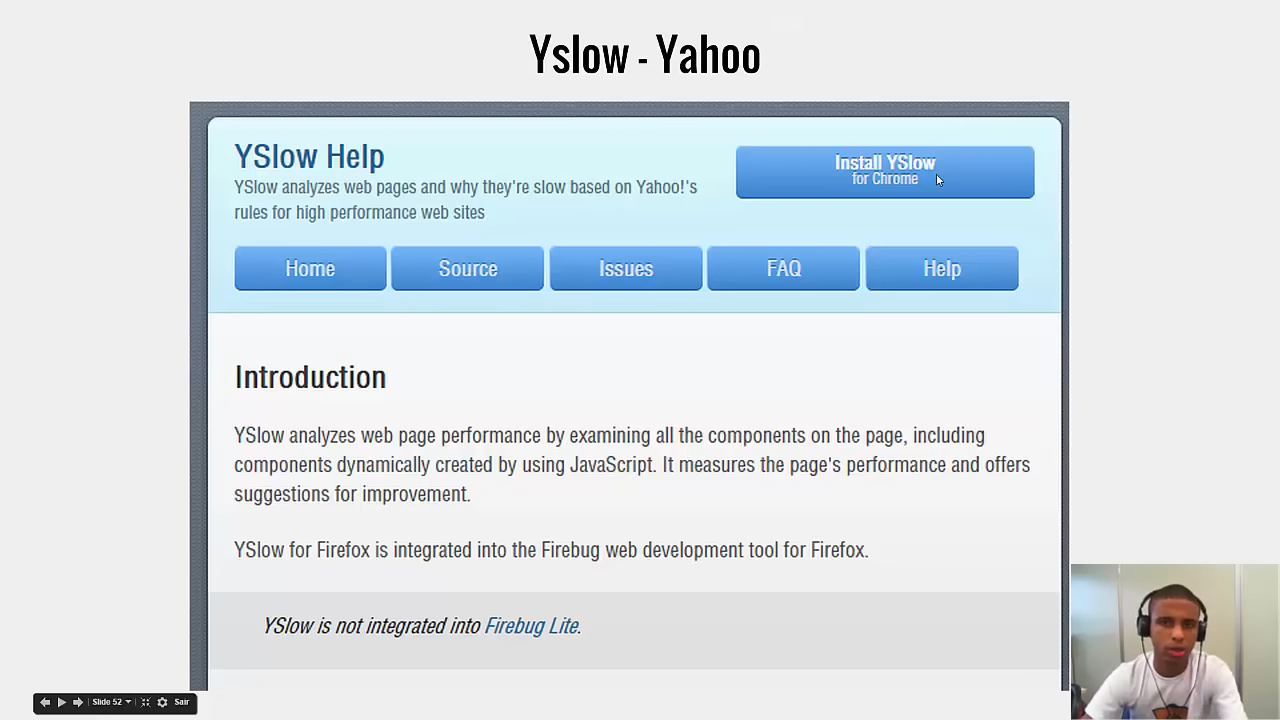 Yslow - Yahoo
YSlow Help
YSlow analyzes web pages and why they're slow based on Yahoo!'s
rules for high performance web sites
Install YSlow
for Chrome
Home
Source
Issues
FAQ
Help
Introduction
YSlow analyzes web page performance by examining all the components on the page, including
components dynamically created by using JavaScript. It measures the page's performance and offers
suggestions for improvement.
YSlow for Firefox is integrated into the Firebug web development tool for Firefox.
YSlow is not integrated into Firebug Lite.
Slide 52
Sair